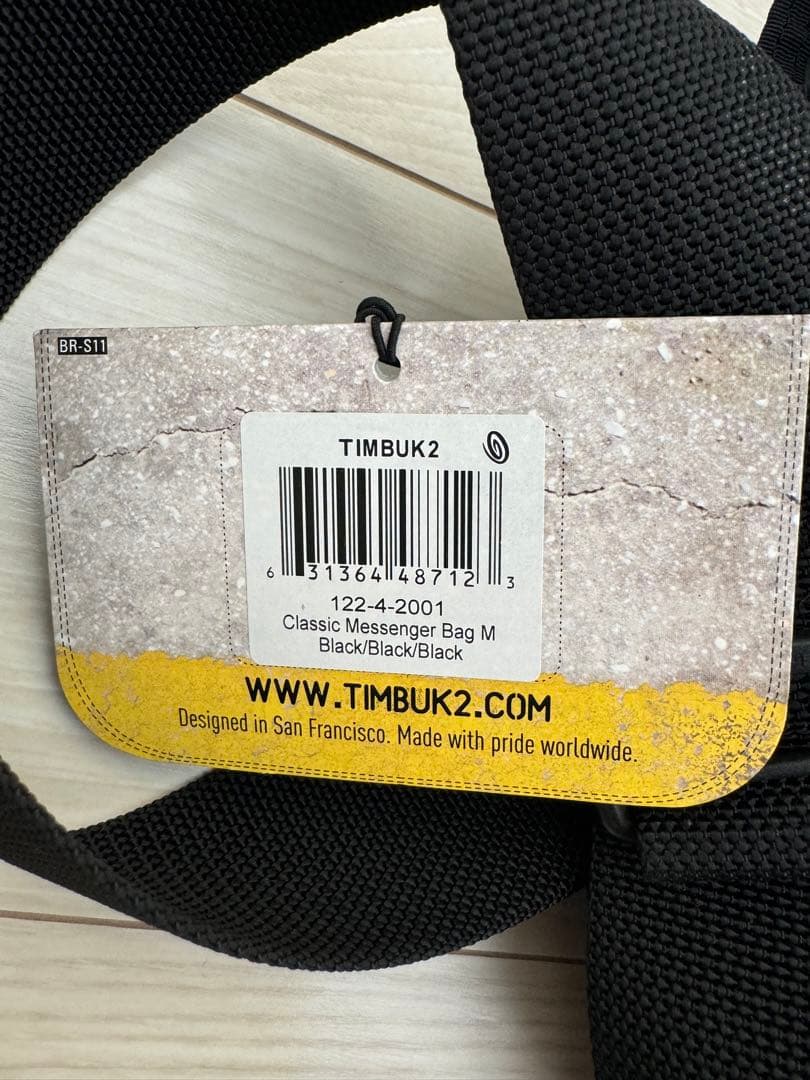 BR-S11
TIMBUK2
6 31364 48712 3
122-4-2001
Classic Messenger Bag M
Black/Black/Black
WWW.TIMBUK2.COM
Designed in San Francisco. Made with pride worldwide.